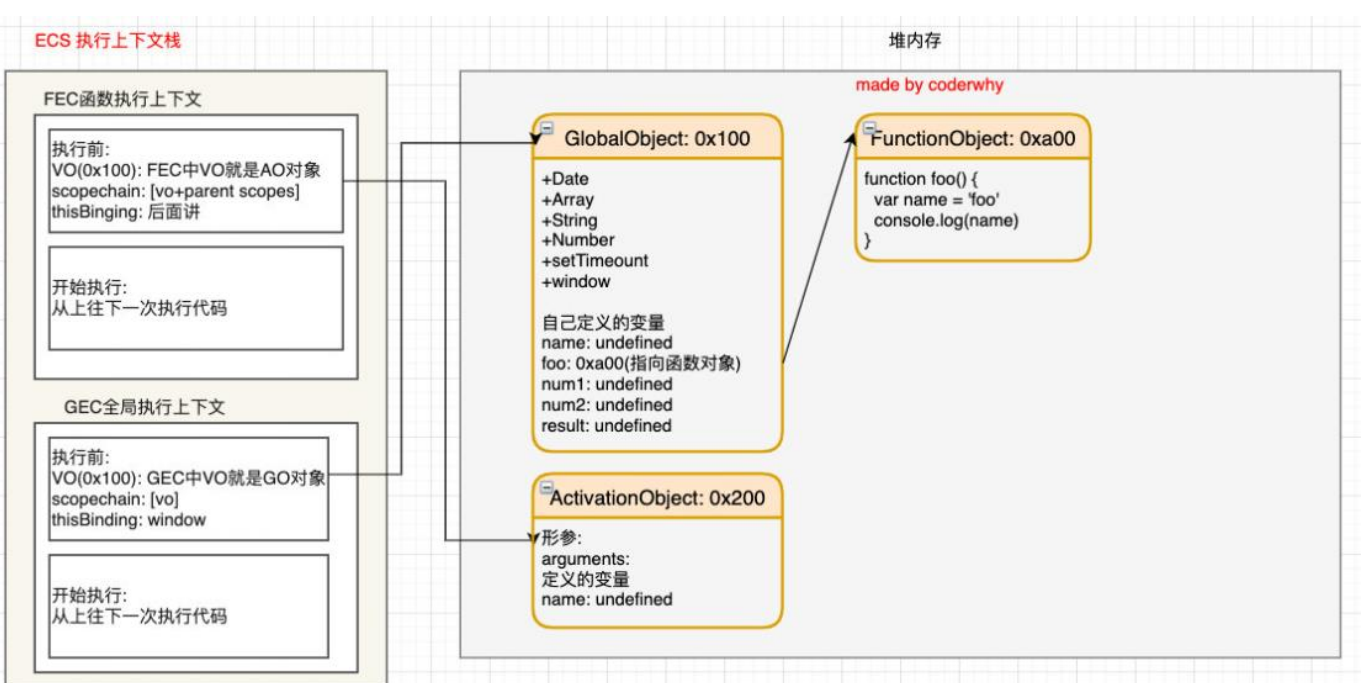 ECS 执行上下文栈
FEC函数执行上下文
执行前:
VO(0x100): FEC中VO就是AO对象
scopechain: [vo+parent scopes]
thisBinging: 后面讲
开始执行:
从上往下一次执行代码
GEC全局执行上下文
执行前:
VO(0x100): GEC中VO就是GO对象
scopechain: [vo]
thisBinding: window
开始执行:
从上往下一次执行代码
堆内存
made by coderwhy
GlobalObject: 0x100
+Date
+Array
+String
+Number
+setTimeount
+window
自己定义的变量
name: undefined
foo: 0xa00(指向函数对象)
num1: undefined
num2: undefined
result: undefined
FunctionObject: 0xa00
function foo() {
var name = 'foo'
console.log(name)
}
ActivationObject: 0x200
形参:
arguments:
定义的变量
name: undefined